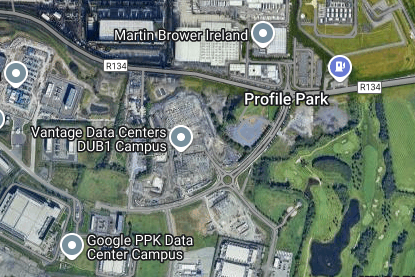 Martin Brower Ireland
R134
R134
Profile Park
Vantage Data Centers
DUB1 Campus
Google PPK Data
Center Campus